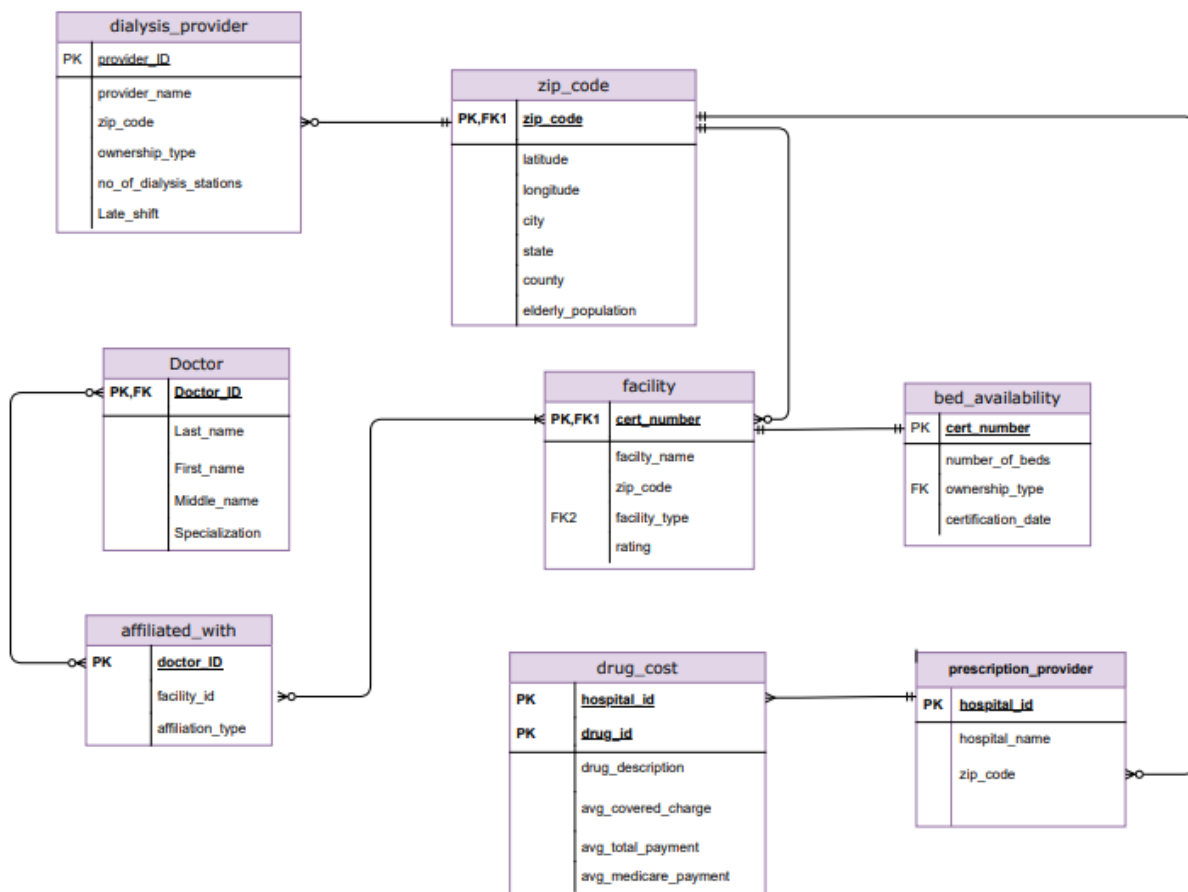 dialysis_provider
PK provider_ID
provider_name
zip_code
ownership_type
no_of_dialysis_stations
Late_shift
zip_code
PK,FK1 zip_code
latitude
longitude
city
state
county
elderly_population
Doctor
PK,FK Doctor_ID
Last_name
First_name
Middle_name
Specialization
facility
PK,FK1 cert_number
facilty_name
zip_code
FK2 facility_type
rating
bed_availability
PK cert_number
number_of_beds
FK ownership_type
certification_date
affiliated_with
PK doctor_ID
facility_id
affiliation_type
drug_cost
PK hospital_id
PK drug_id
drug_description
avg_covered_charge
avg_total_payment
avg_medicare_payment
prescription_provider
PK hospital_id
hospital_name
zip_code